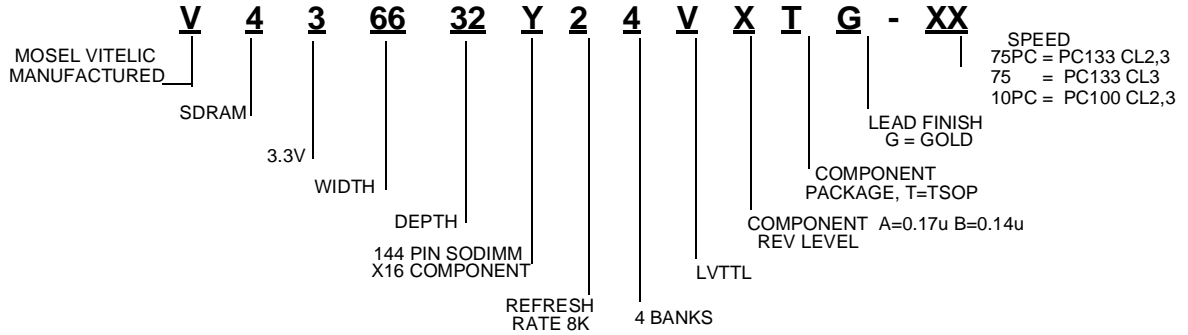 V 4 3 66 32 Y 2 4 V X T G - XX
MOSEL VITELIC
MANUFACTURED
SDRAM
3.3V
WIDTH
DEPTH
144 PIN SODIMM
X16 COMPONENT
REFRESH
RATE 8K
4 BANKS
LVTTL
COMPONENT A=0.17u B=0.14u
REV LEVEL
COMPONENT
PACKAGE, T=TSOP
LEAD FINISH
G = GOLD
SPEED
75PC = PC133 CL2,3
75 = PC133 CL3
10PC = PC100 CL2,3